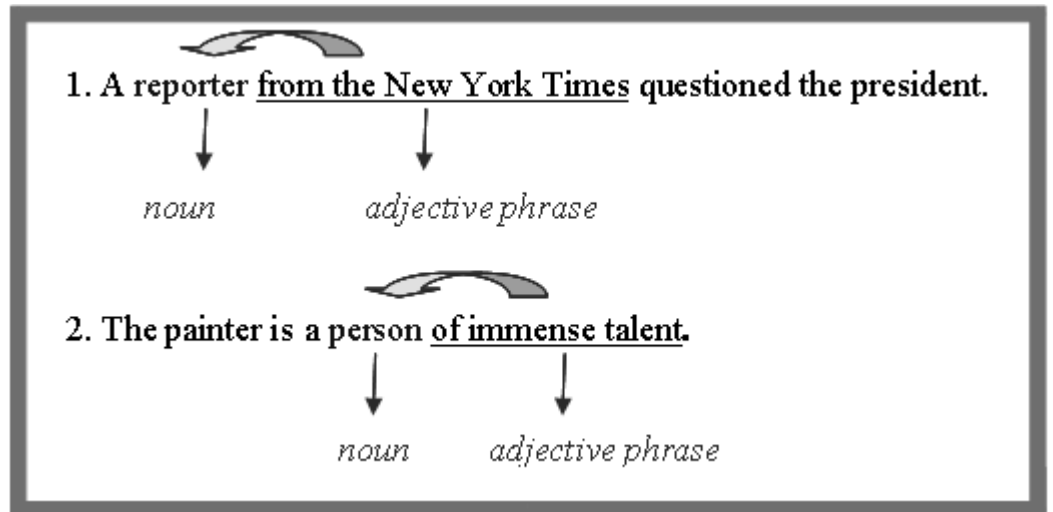 1. A reporter from the New York Times questioned the president.
noun adjective phrase
2. The painter is a person of immense talent.
noun adjective phrase